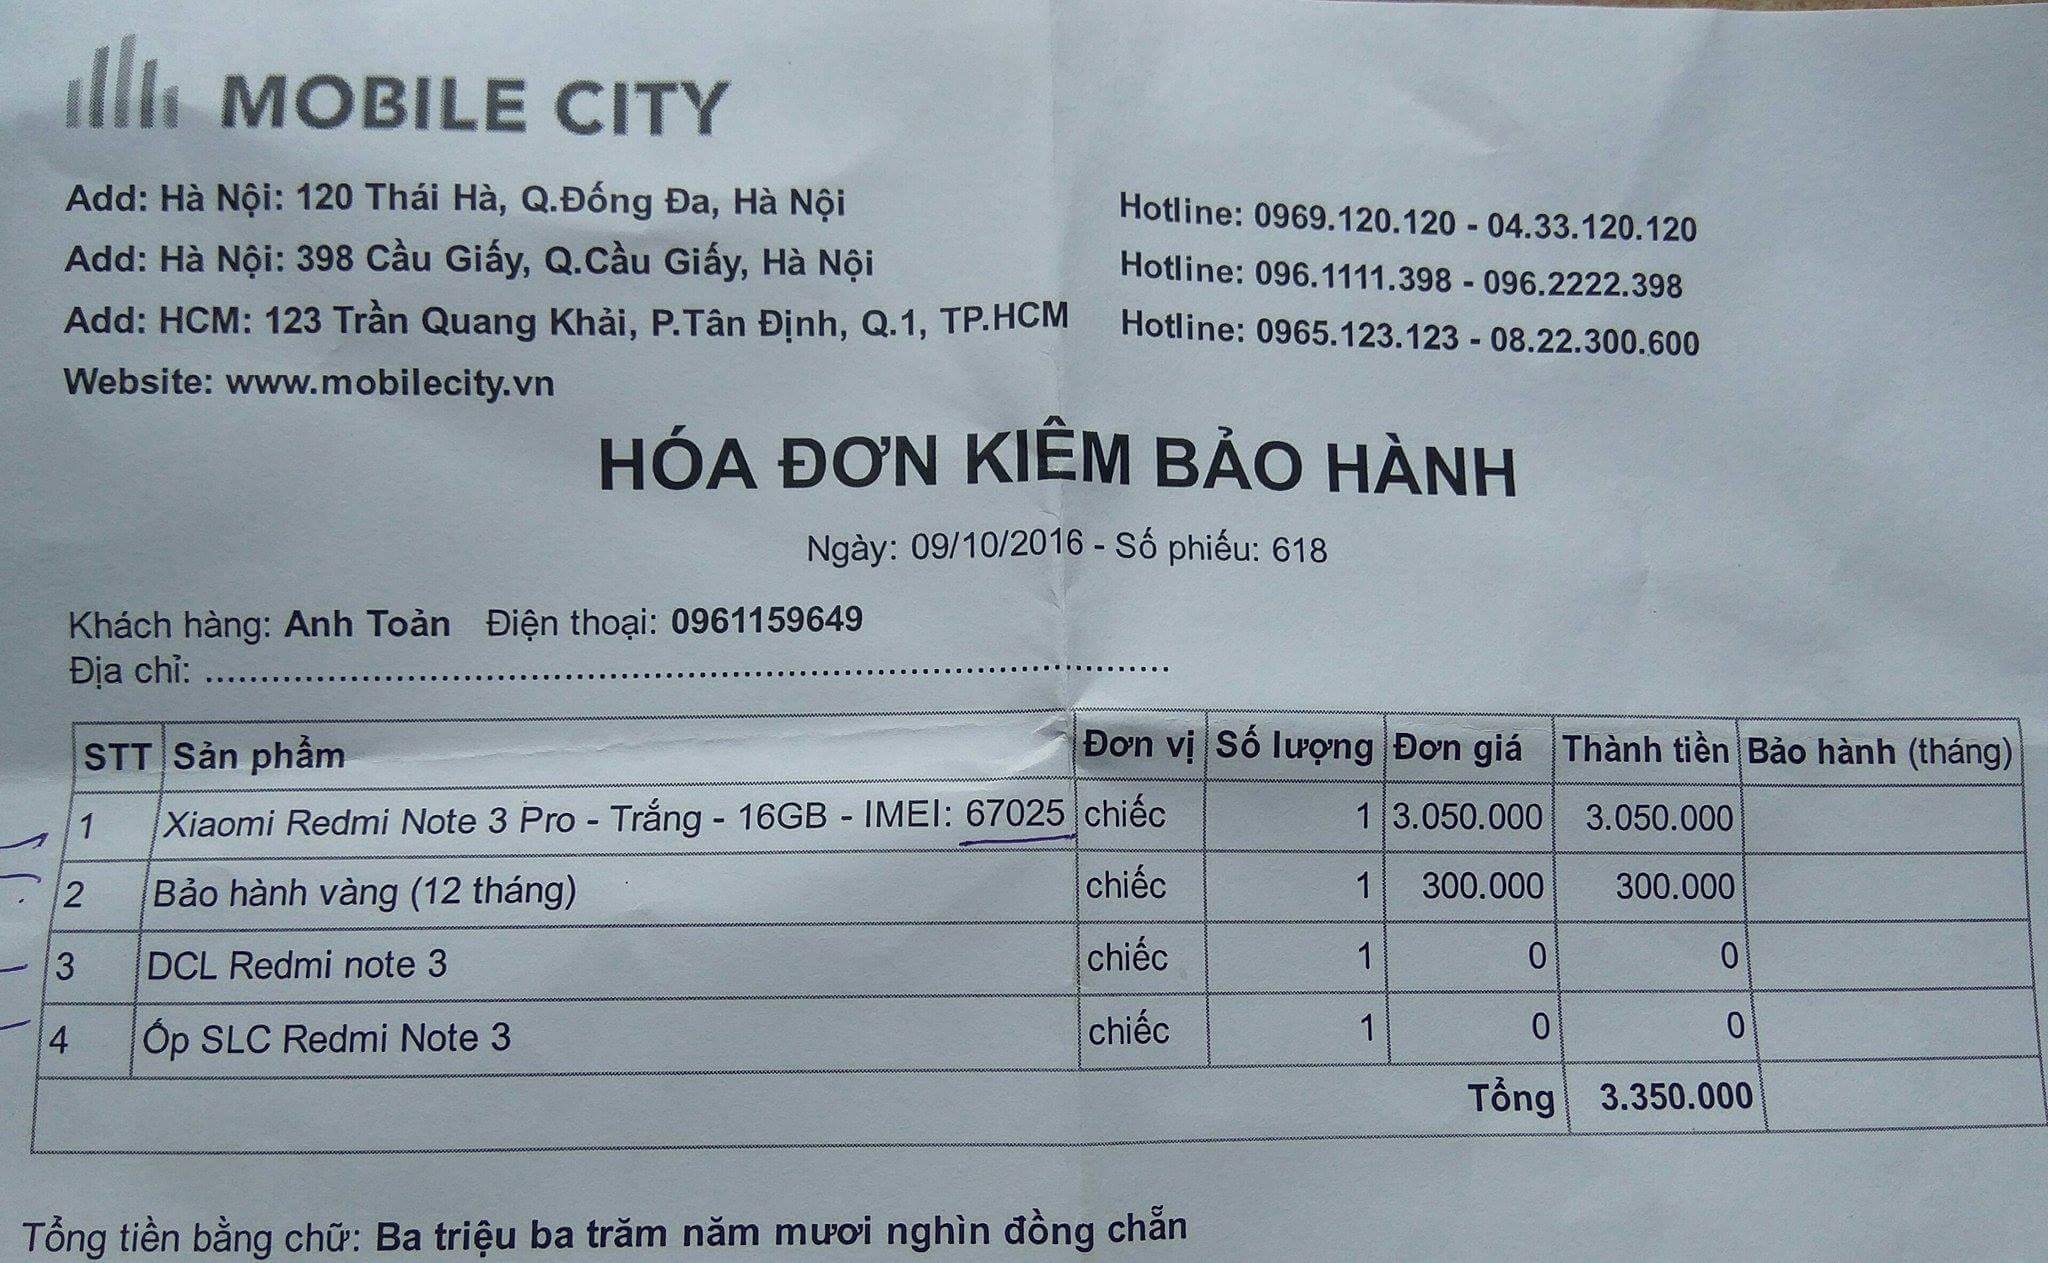 MOBILE CITY
Add: Hà Nội: 120 Thái Hà, Q.Đống Đa, Hà Nội
Hotline: 0969.120.120 - 04.33.120.120
Add: Hà Nội: 398 Cầu Giấy, Q.Cầu Giấy, Hà Nội
Hotline: 096.1111.398 - 096.2222.398
Add: HCM: 123 Trần Quang Khải, P.Tân Định, Q.1, TP.HCM
Hotline: 0965.123.123 - 08.22.300.600
Website: www.mobilecity.vn
HÓA ĐƠN KIÊM BẢO HÀNH
Ngày: 09/10/2016 - Số phiếu: 618
Khách hàng: Anh Toản Điện thoại: 0961159649
Địa chỉ: ........................................................................................
STT Sản phẩm Đơn vị Số lượng Đơn giá Thành tiền Bảo hành (tháng)
1 Xiaomi Redmi Note 3 Pro - Trắng - 16GB - IMEI: 67025 chiếc 1 3.050.000 3.050.000
2 Bảo hành vàng (12 tháng) chiếc 1 300.000 300.000
3 DCL Redmi note 3 chiếc 1 0 0
4 Ốp SLC Redmi Note 3 chiếc 1 0 0
Tổng 3.350.000
Tổng tiền bằng chữ: Ba triệu ba trăm năm mươi nghìn đồng chẵn